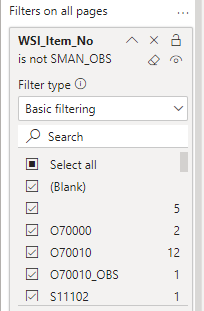 Filters on all pages ...
WSI_Item_No
is not SMAN_OBS
Filter type
Basic filtering
Search
Select all
(Blank)
5
O70000 2
O70010 12
O70010_OBS 1
S11102 1